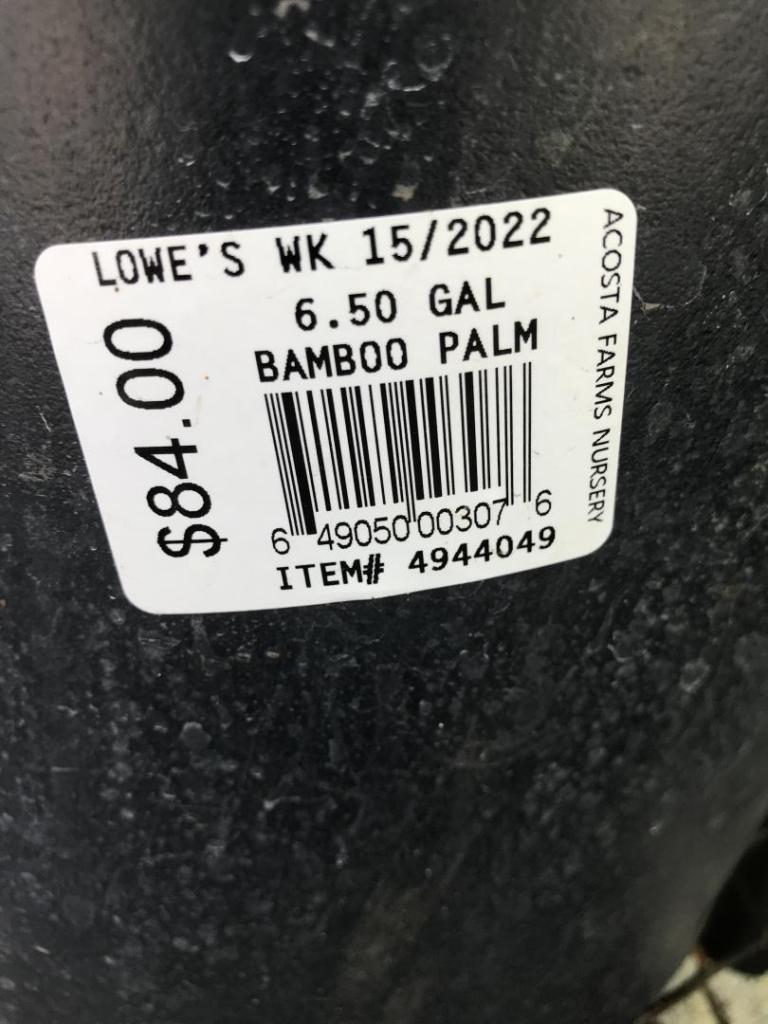 LOWE'S WK 15/2022
6.50 GAL
BAMBOO PALM
$84.00
6 49050 00307 6
ITEM# 4944049
ACOSTA FARMS NURSERY